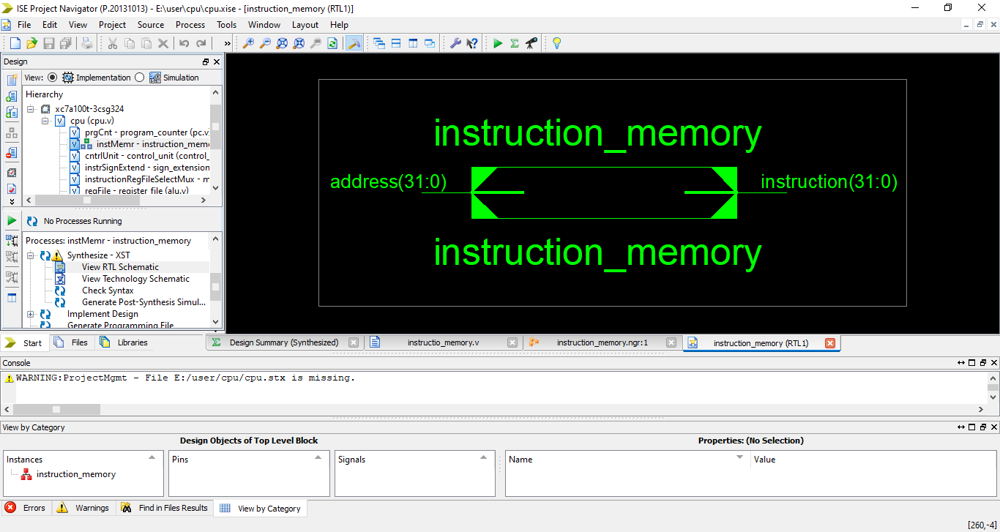 ISE Project Navigator (P.20131013) - E:\user\cpu\cpu.xise - [instruction_memory (RTL1)]
File Edit View Project Source Process Tools Window Layout Help
»
Design
View: Implementation Simulation
Hierarchy
xc7a100t-3csg324
cpu (cpu.v)
prgCnt - program_counter (pc.v
instMemr - instruction_mem
cntrlUnit - control_unit (control_
instrSignExtend - sign_extension
instructionRegFileSelectMux - m
regFile - register file (alu.v)
No Processes Running
Processes: instMemr - instruction_memory
Synthesize - XST
View RTL Schematic
View Technology Schematic
Check Syntax
Generate Post-Synthesis Simul...
Implement Design
Generate Programming File
Start Files Libraries
instruction_memory
address(31:0) instruction(31:0)
instruction_memory
Design Summary (Synthesized) instructio_memory.v instruction_memory.ngr:1 instruction_memory (RTL1)
Console
WARNING:ProjectMgmt - File E:/user/cpu/cpu.stx is missing.
View by Category
Design Objects of Top Level Block Properties: (No Selection)
Instances Pins Signals Name Value
instruction_memory
Errors Warnings Find in Files Results View by Category
[260,-4]